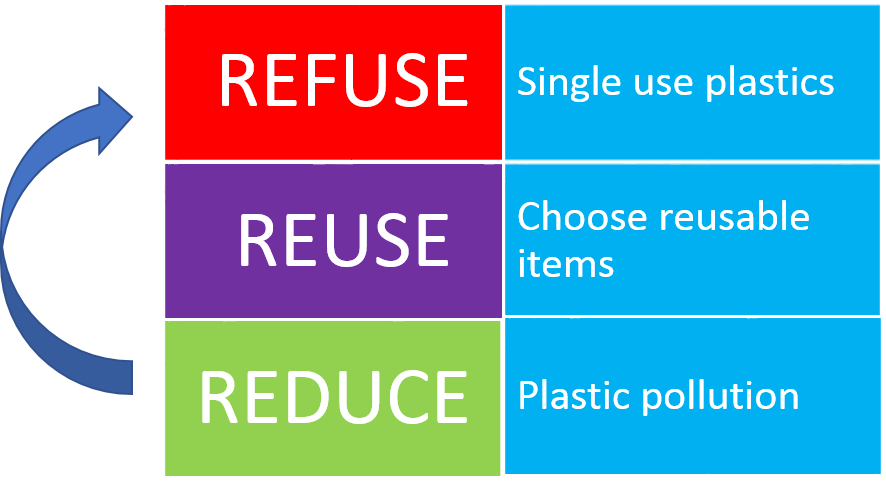 REFUSE
Single use plastics
REUSE
Choose reusable
items
REDUCE
Plastic pollution